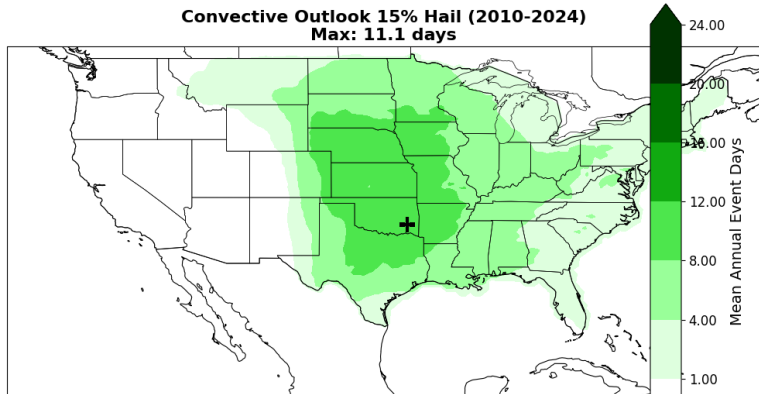 Convective Outlook 15% Hail (2010-2024)
Max: 11.1 days
24.00
20.00
16.00
12.00
8.00
4.00
1.00
Mean Annual Event Days